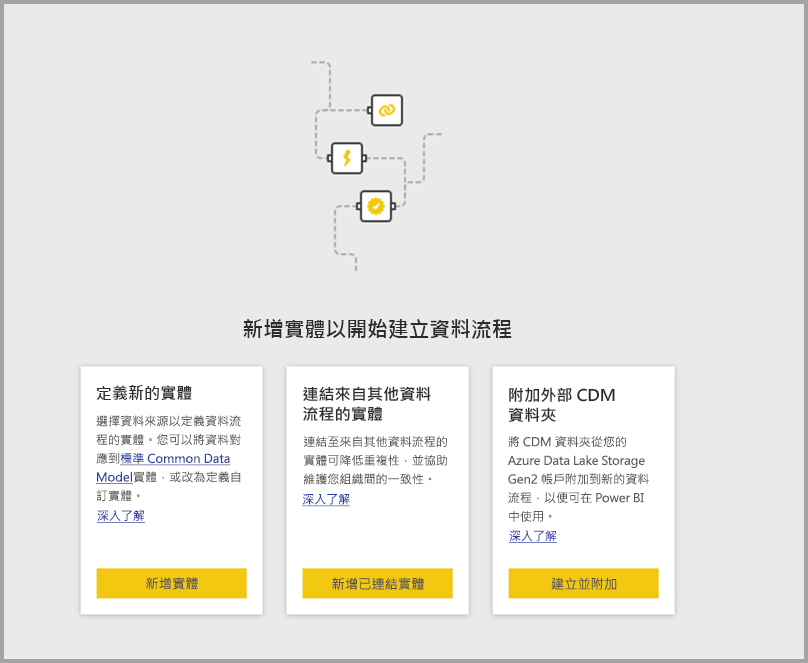 新增實體以開始建立資料流程
定義新的實體
選擇資料來源以定義資料流
程的實體。您可以將資料對
應到標準 Common Data
Model實體，或改為定義自
訂實體。
深入了解
新增實體
連結來自其他資料
流程的實體
連結至來自其他資料流程的
實體可降低重複性，並協助
維護您組織間的一致性。
深入了解
新增已連結實體
附加外部 CDM
資料夾
將 CDM 資料夾從您的
Azure Data Lake Storage
Gen2 帳戶附加到新的資料
流程，以便可在 Power BI
中使用。
深入了解
建立並附加